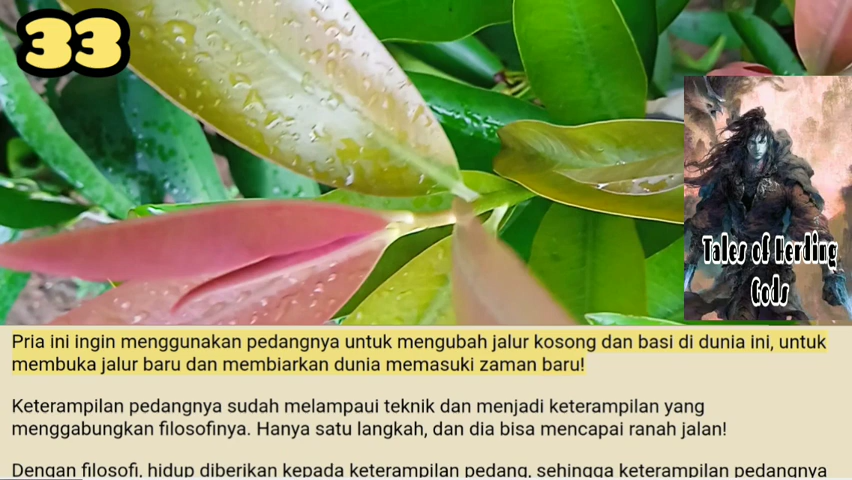 33
Tales of Herding
Gods
Pria ini ingin menggunakan pedangnya untuk mengubah jalur kosong dan basi di dunia ini, untuk
membuka jalur baru dan membiarkan dunia memasuki zaman baru!
Keterampilan pedangnya sudah melampaui teknik dan menjadi keterampilan yang
menggabungkan filosofinya. Hanya satu langkah, dan dia bisa mencapai ranah jalan!
Dengan filosofi, hidup diberikan kepada keterampilan pedang, sehingga keterampilan pedangnya